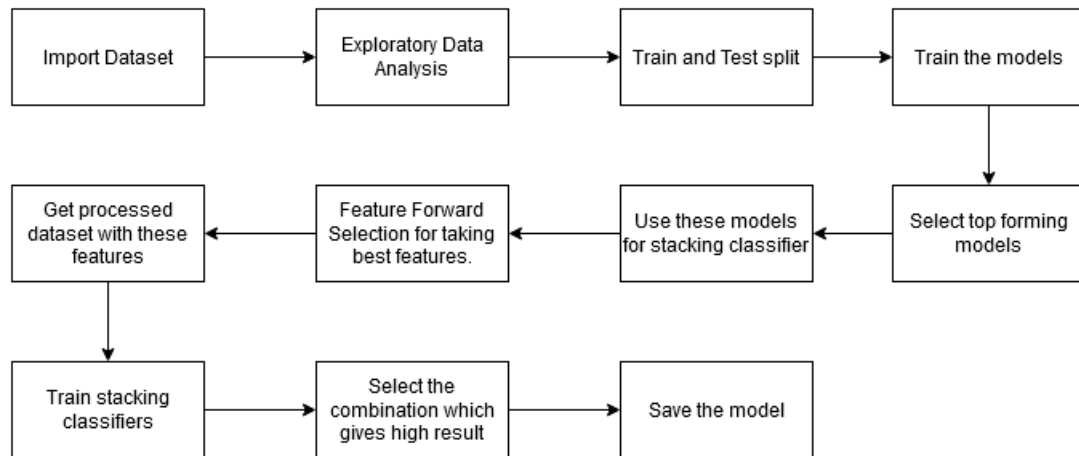 Import Dataset
Exploratory Data
Analysis
Train and Test split
Train the models
Select top forming
models
Use these models
for stacking classifier
Feature Forward
Selection for taking
best features.
Get processed
dataset with these
features
Train stacking
classifiers
Select the
combination which
gives high result
Save the model